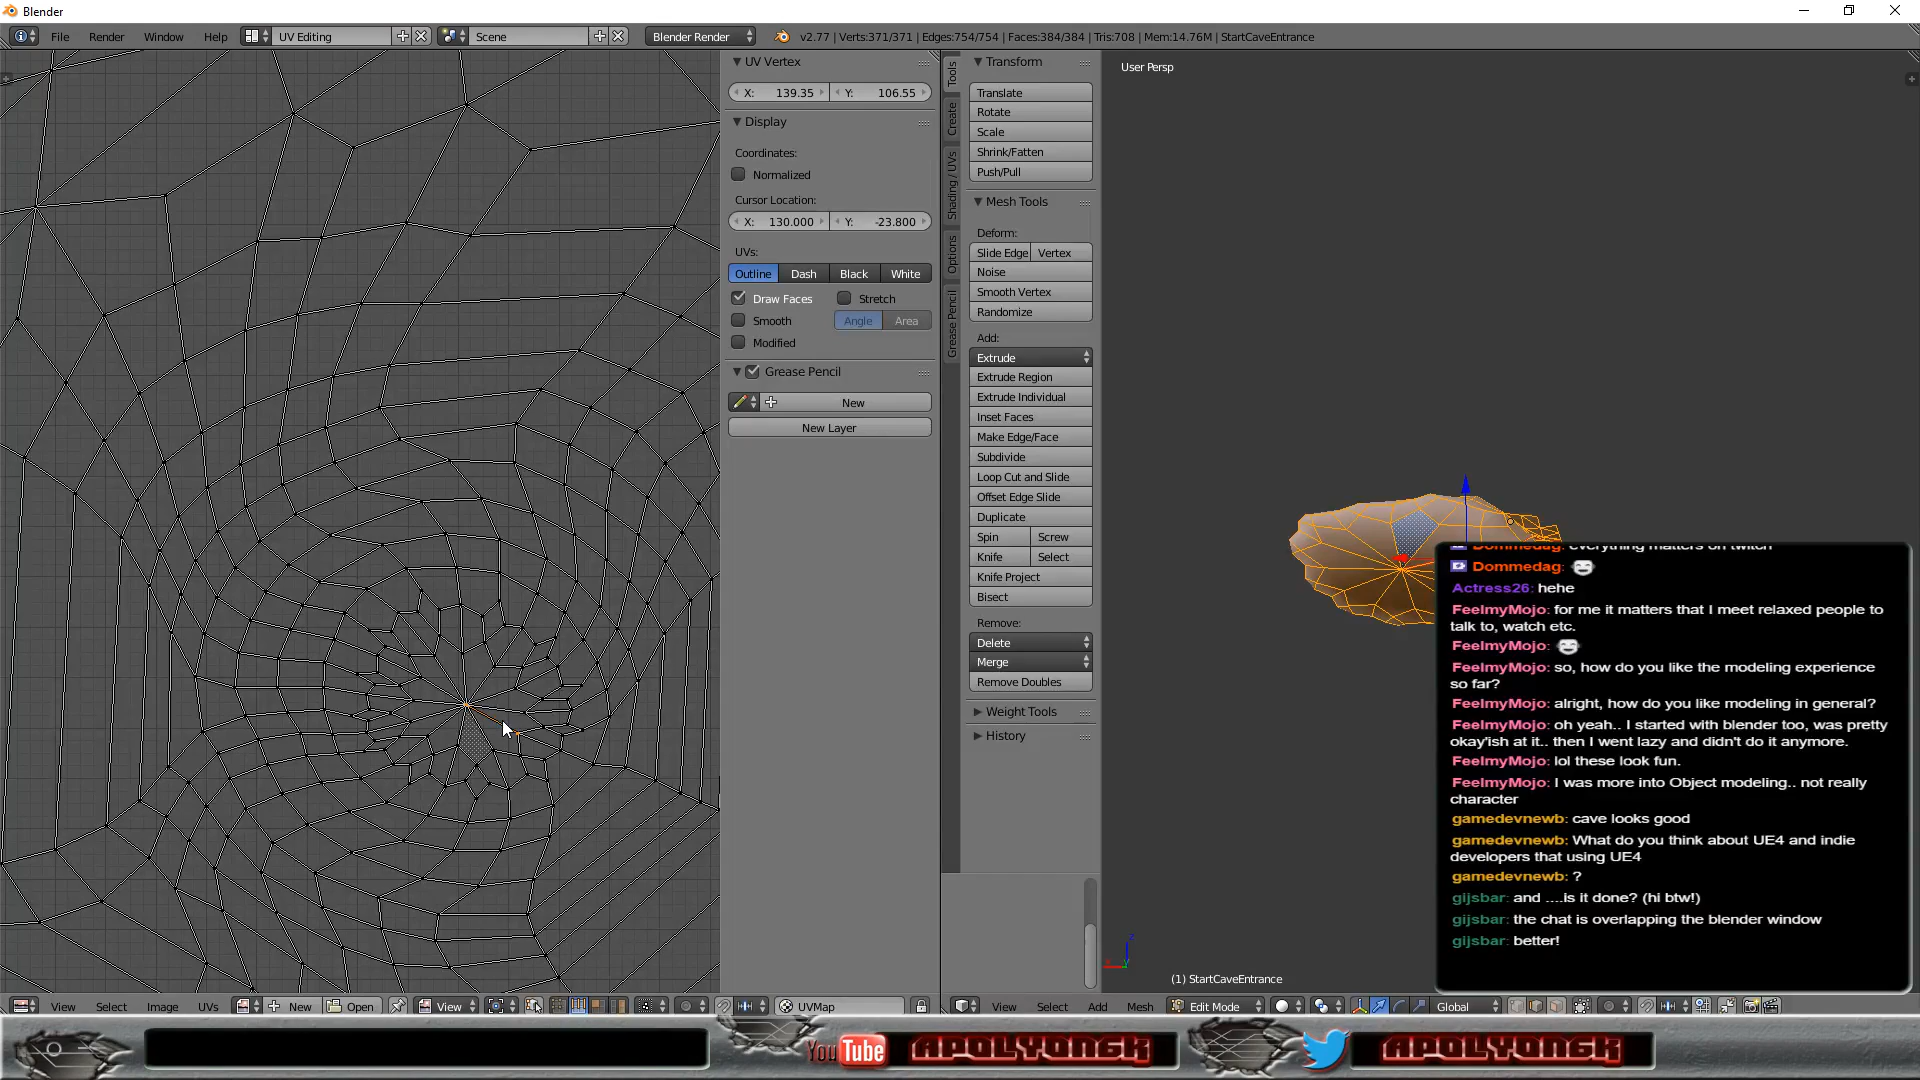 Blender
File Render Window Help UV Editing Scene Blender Render v2.77 | Verts:371/371 | Edges:754/754 | Faces:384/384 | Tris:708 | Mem:14.76M | StartCaveEntrance
UV Vertex
X: 139.35 Y: 106.55
Display
Coordinates:
Normalized
Cursor Location:
X: 130.000 Y: -23.800
UVs:
Outline Dash Black White
Draw Faces Stretch
Smooth Angle Area
Modified
Grease Pencil
New
New Layer
Tools
Create
Shading / UVs
Options
Grease Pencil
Transform
Translate
Rotate
Scale
Shrink/Fatten
Push/Pull
Mesh Tools
Deform:
Slide Edge Vertex
Noise
Smooth Vertex
Randomize
Add:
Extrude
Extrude Region
Extrude Individual
Inset Faces
Make Edge/Face
Subdivide
Loop Cut and Slide
Offset Edge Slide
Duplicate
Spin Screw
Knife Select
Knife Project
Bisect
Remove:
Delete
Merge
Remove Doubles
Weight Tools
History
User Persp
Dommedag: everything matters on twitch
Dommedag:
Actress26: hehe
FeelmyMojo: for me it matters that I meet relaxed people to
talk to, watch etc.
FeelmyMojo:
FeelmyMojo: so, how do you like the modeling experience
so far?
FeelmyMojo: alright, how do you like modeling in general?
FeelmyMojo: oh yeah.. I started with blender too, was pretty
okay'ish at it.. then I went lazy and didn't do it anymore.
FeelmyMojo: lol these look fun.
FeelmyMojo: I was more into Object modeling.. not really
character
gamedevnewb: cave looks good
gamedevnewb: What do you think about UE4 and indie
developers that using UE4
gamedevnewb: ?
gijsbar: and ....is it done? (hi btw!)
gijsbar: the chat is overlapping the blender window
gijsbar: better!
(1) StartCaveEntrance
View Select Image UVs New Open View UVMap
View Select Add Mesh Edit Mode Global
YouTube APOLYONGK APOLYONGK